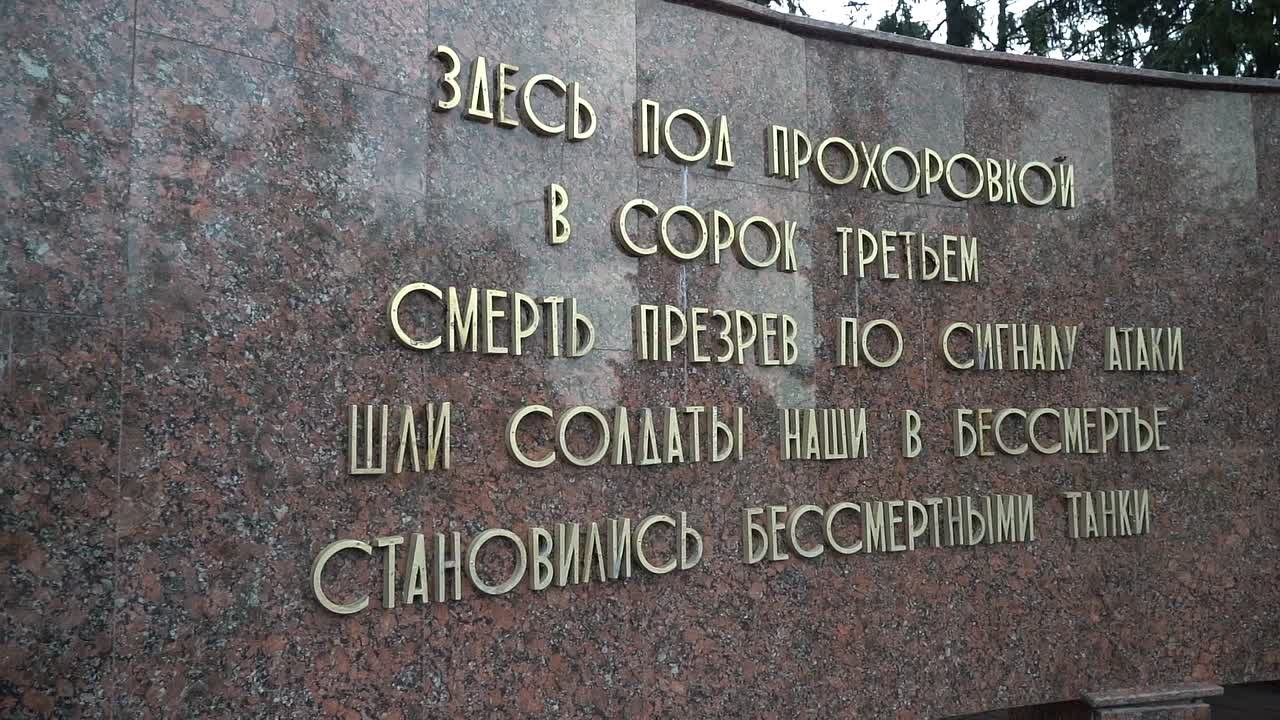 ЗДЕСЬ ПОД ПРОХОРОВКОЙ
В СОРОК ТРЕТЬЕМ
СМЕРТЬ ПРЕЗРЕВ ПО СИГНАЛУ АТАКИ
ШЛИ СОЛДАТЫ НАШИ В БЕССМЕРТЬЕ
СТАНОВИЛИСЬ БЕССМЕРТНЫМИ ТАНКИ